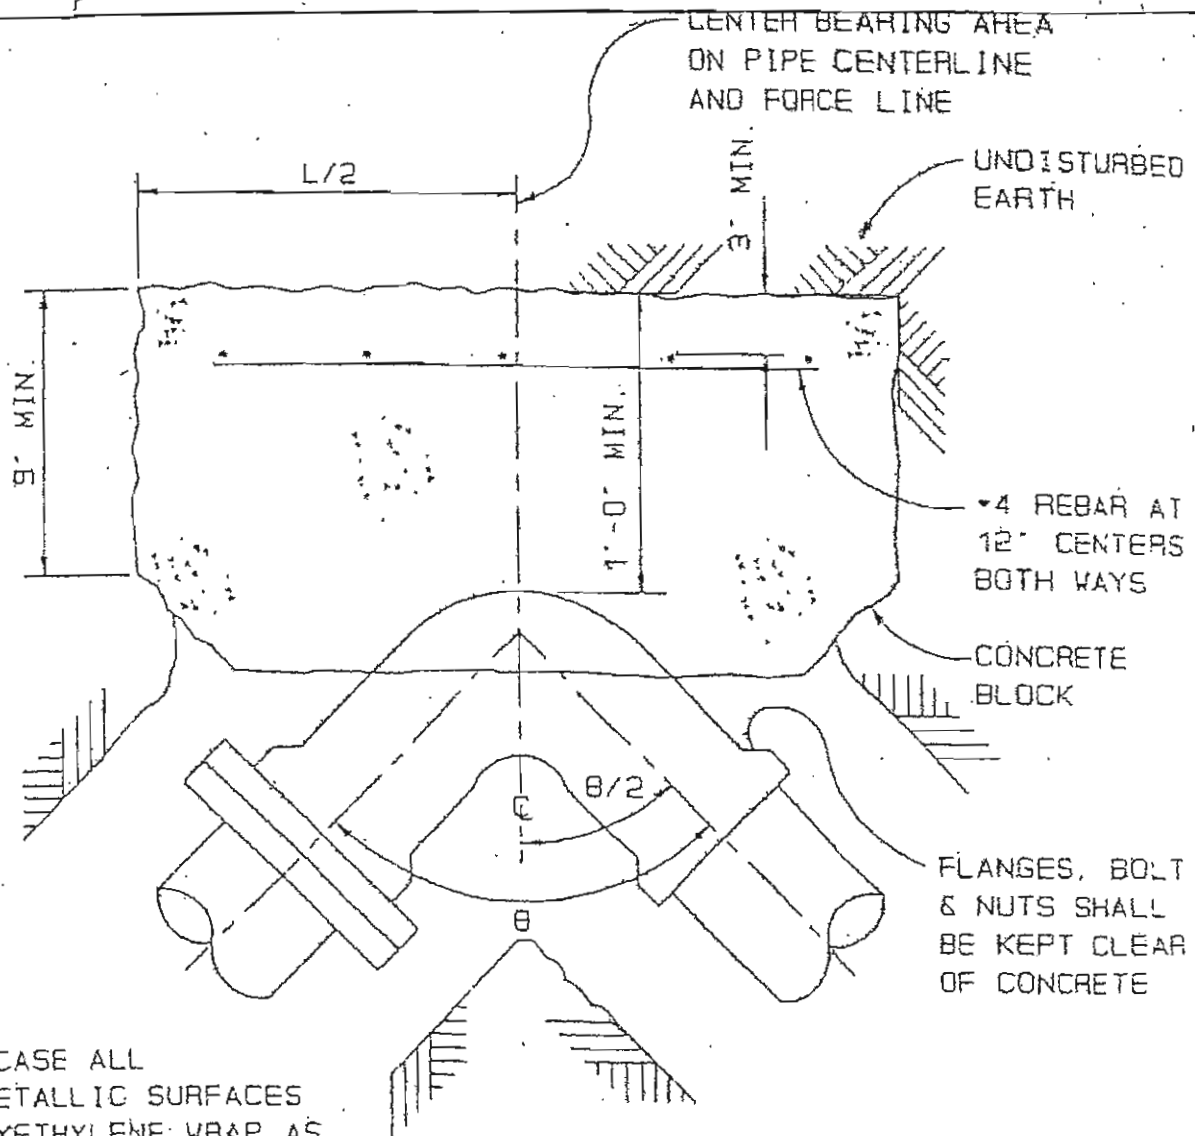 CENTER BEARING AREA
ON PIPE CENTERLINE
AND FORCE LINE
L/2
3" MIN.
UNDISTURBED
EARTH
9" MIN
1'-0" MIN.
#4 REBAR AT
12" CENTERS
BOTH WAYS
CONCRETE
BLOCK
θ/2
℄
θ
FLANGES, BOLT
& NUTS SHALL
BE KEPT CLEAR
OF CONCRETE
CASE ALL
ETALLIC SURFACES
YETHYLENE WRAP AS